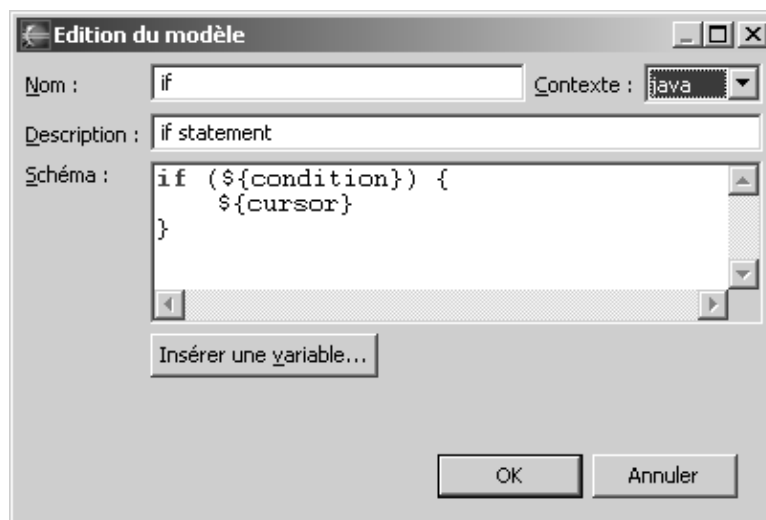 Edition du modèle
Nom : if Contexte : java
Description : if statement
Schéma : if (${condition}) {
${cursor}
}
Insérer une variable...
OK Annuler